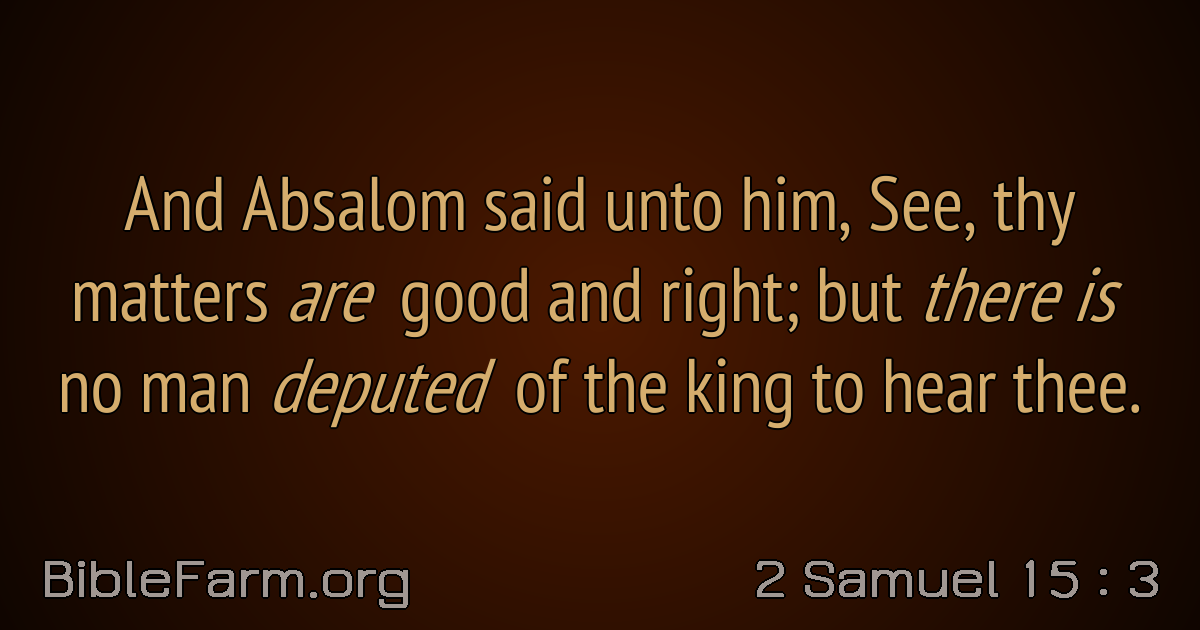 And Absalom said unto him, See, thy
matters are good and right; but there is
no man deputed of the king to hear thee.
BibleFarm.org
2 Samuel 15 : 3